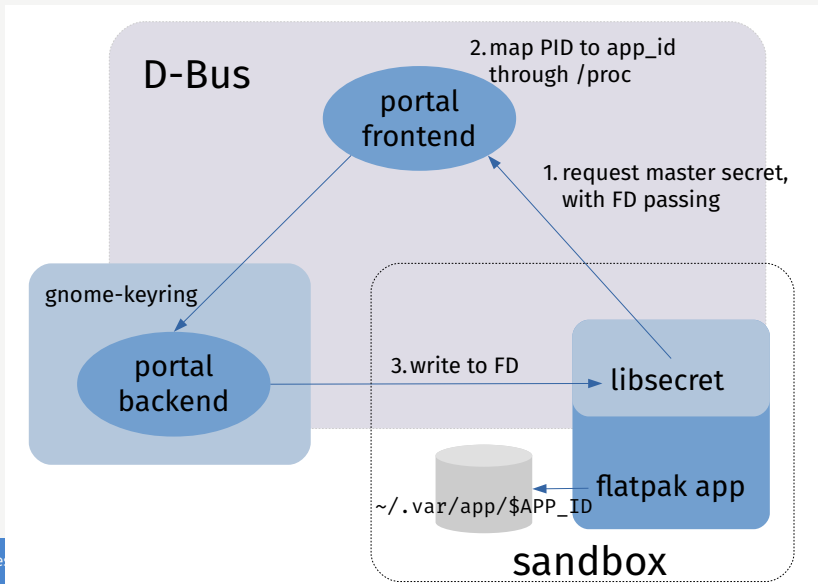 D-Bus
2. map PID to app_id
through /proc
portal
frontend
1. request master secret,
with FD passing
gnome-keyring
portal
backend
3. write to FD
libsecret
flatpak app
~/.var/app/$APP_ID
sandbox